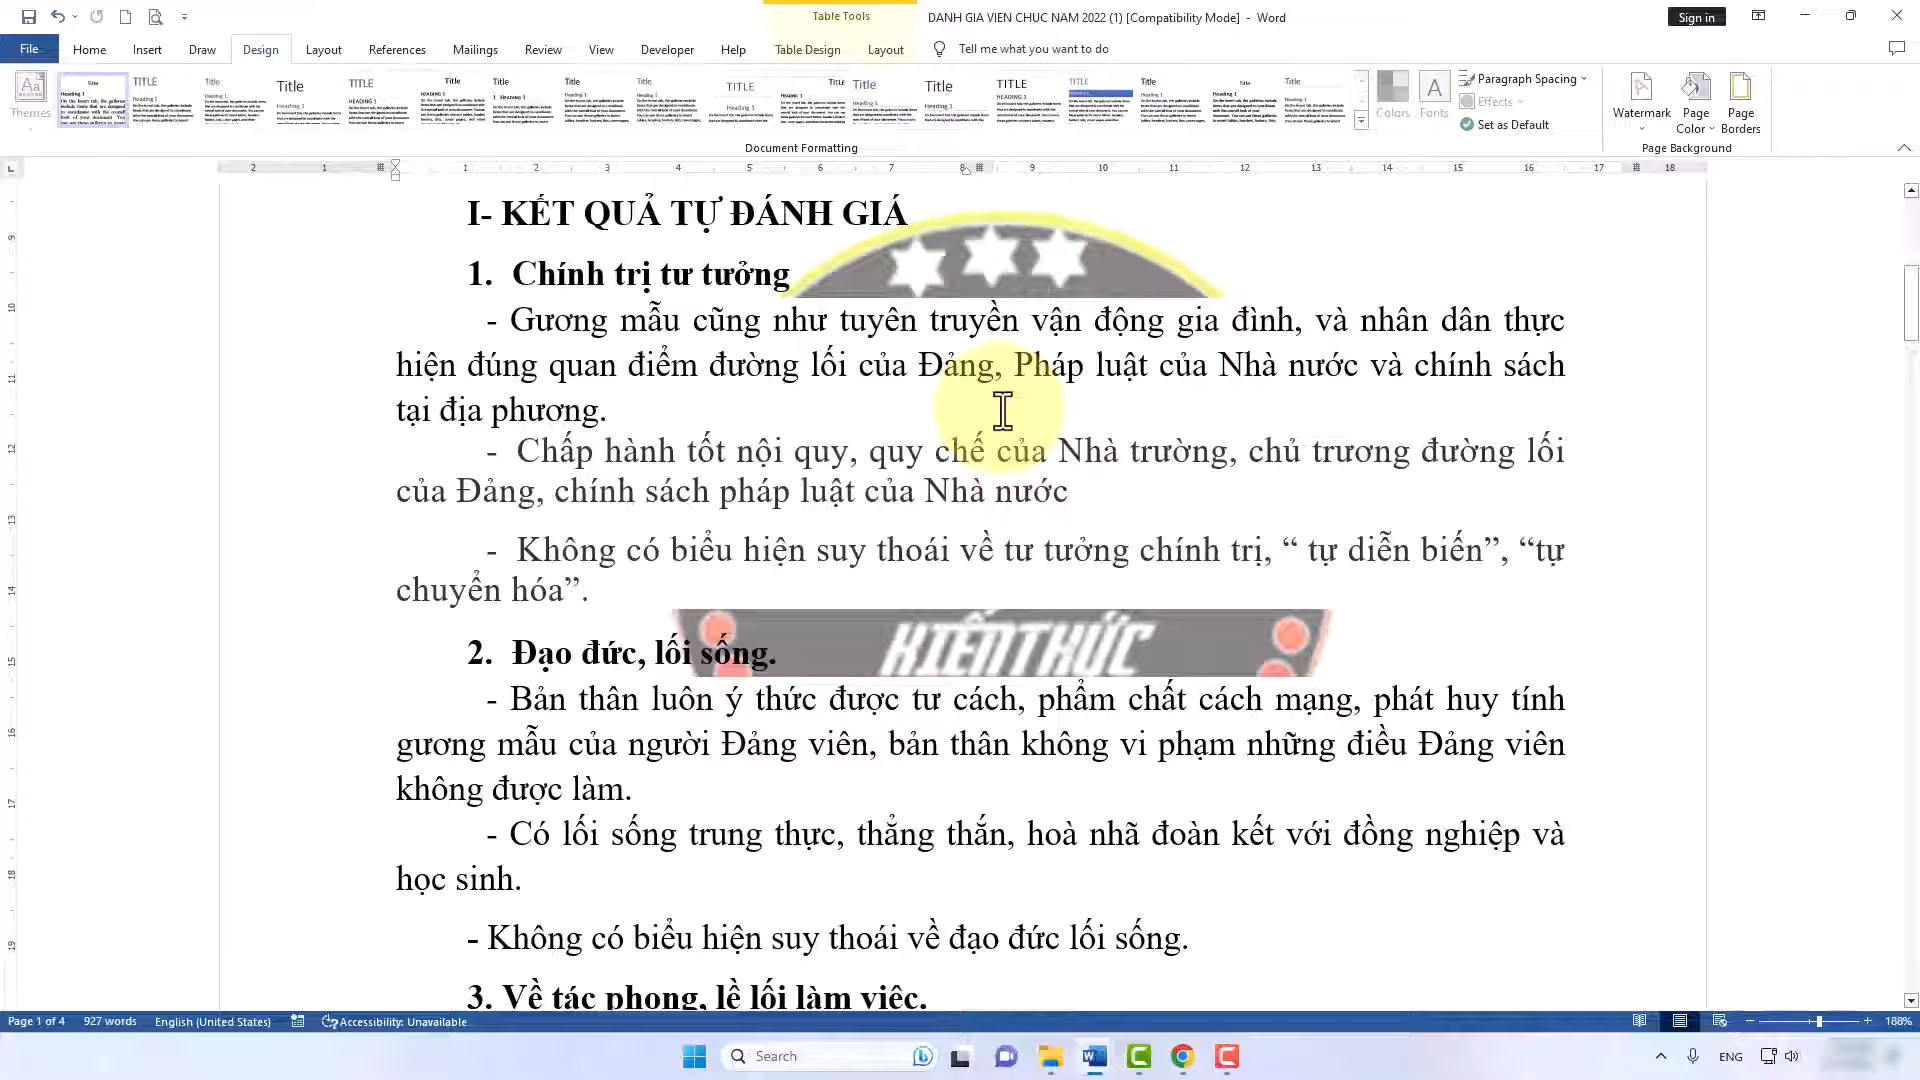 Table Tools
DANH GIA VIEN CHUC NAM 2022 (1) [Compatibility Mode] - Word
Sign in
File Home Insert Draw Design Layout References Mailings Review View Developer Help Table Design Layout Tell me what you want to do
Themes
Colors
Fonts
Paragraph Spacing
Effects
Set as Default
Watermark
Page Color
Page Borders
Document Formatting
Page Background
I- KẾT QUẢ TỰ ĐÁNH GIÁ
1. Chính trị tư tưởng
- Gương mẫu cũng như tuyên truyền vận động gia đình, và nhân dân thực
hiện đúng quan điểm đường lối của Đảng, Pháp luật của Nhà nước và chính sách
tại địa phương.
- Chấp hành tốt nội quy, quy chế của Nhà trường, chủ trương đường lối
của Đảng, chính sách pháp luật của Nhà nước
- Không có biểu hiện suy thoái về tư tưởng chính trị, “ tự diễn biến”, “tự
chuyển hóa”.
KIẾN THỨC
2. Đạo đức, lối sống.
- Bản thân luôn ý thức được tư cách, phẩm chất cách mạng, phát huy tính
gương mẫu của người Đảng viên, bản thân không vi phạm những điều Đảng viên
không được làm.
- Có lối sống trung thực, thẳng thắn, hoà nhã đoàn kết với đồng nghiệp và
học sinh.
- Không có biểu hiện suy thoái về đạo đức lối sống.
3. Về tác phong, lề lối làm việc.
Page 1 of 4 927 words English (United States) Accessibility: Unavailable 188%
Search
ENG